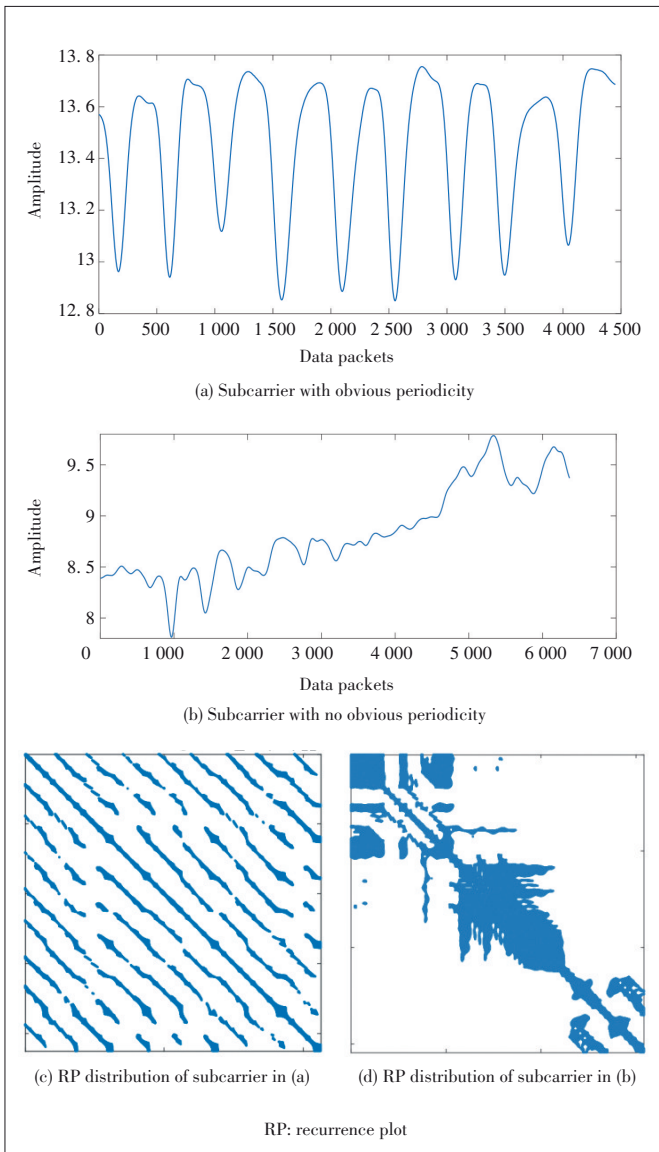 13.8
13.6
13.4
13.2
13
12.8
Amplitude
0 500 1 000 1 500 2 000 2 500 3 000 3 500 4 000 4 500
Data packets
(a) Subcarrier with obvious periodicity
9.5
9
8.5
8
Amplitude
0 1 000 2 000 3 000 4 000 5 000 6 000 7 000
Data packets
(b) Subcarrier with no obvious periodicity
(c) RP distribution of subcarrier in (a) (d) RP distribution of subcarrier in (b)
RP: recurrence plot